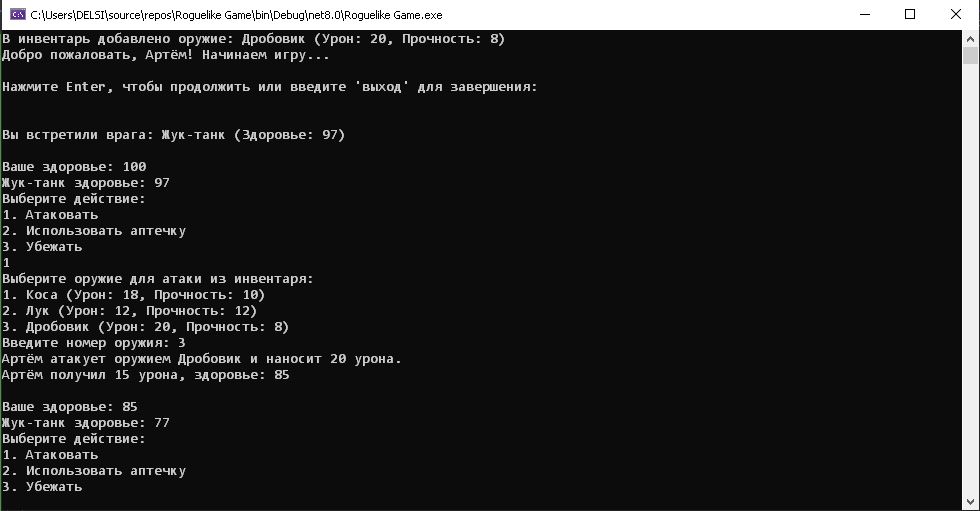 C:\Users\DELSI\source\repos\Roguelike Game\bin\Debug\net8.0\Roguelike Game.exe
В инвентарь добавлено оружие: Дробовик (Урон: 20, Прочность: 8)
Добро пожаловать, Артём! Начинаем игру...
Нажмите Enter, чтобы продолжить или введите 'выход' для завершения:
Вы встретили врага: Жук-танк (Здоровье: 97)
Ваше здоровье: 100
Жук-танк здоровье: 97
Выберите действие:
1. Атаковать
2. Использовать аптечку
3. Убежать
1
Выберите оружие для атаки из инвентаря:
1. Коса (Урон: 18, Прочность: 10)
2. Лук (Урон: 12, Прочность: 12)
3. Дробовик (Урон: 20, Прочность: 8)
Введите номер оружия: 3
Артём атакует оружием Дробовик и наносит 20 урона.
Артём получил 15 урона, здоровье: 85
Ваше здоровье: 85
Жук-танк здоровье: 77
Выберите действие:
1. Атаковать
2. Использовать аптечку
3. Убежать